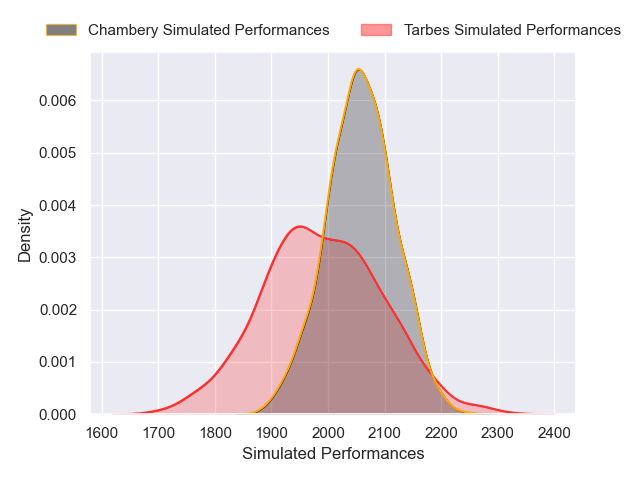 Chambery Simulated Performances
Tarbes Simulated Performances
0.006
0.005
0.004
0.003
0.002
0.001
0.000
Density
1600 1700 1800 1900 2000 2100 2200 2300 2400
Simulated Performances